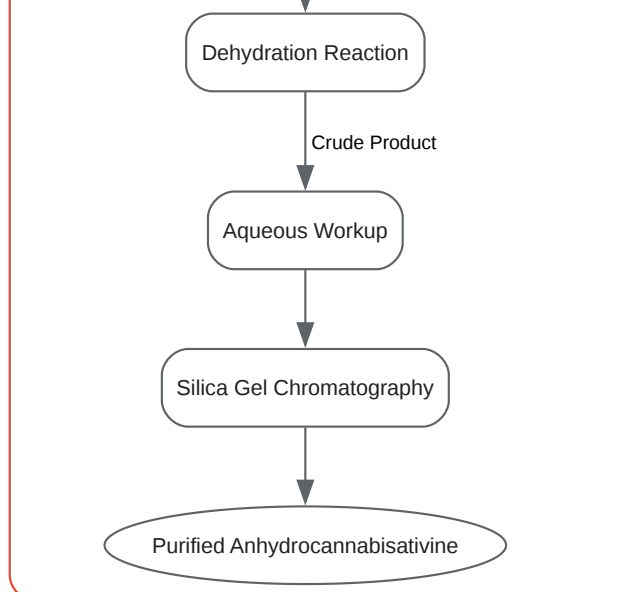 Dehydration Reaction
Crude Product
Aqueous Workup
Silica Gel Chromatography
Purified Anhydrocannabisativine